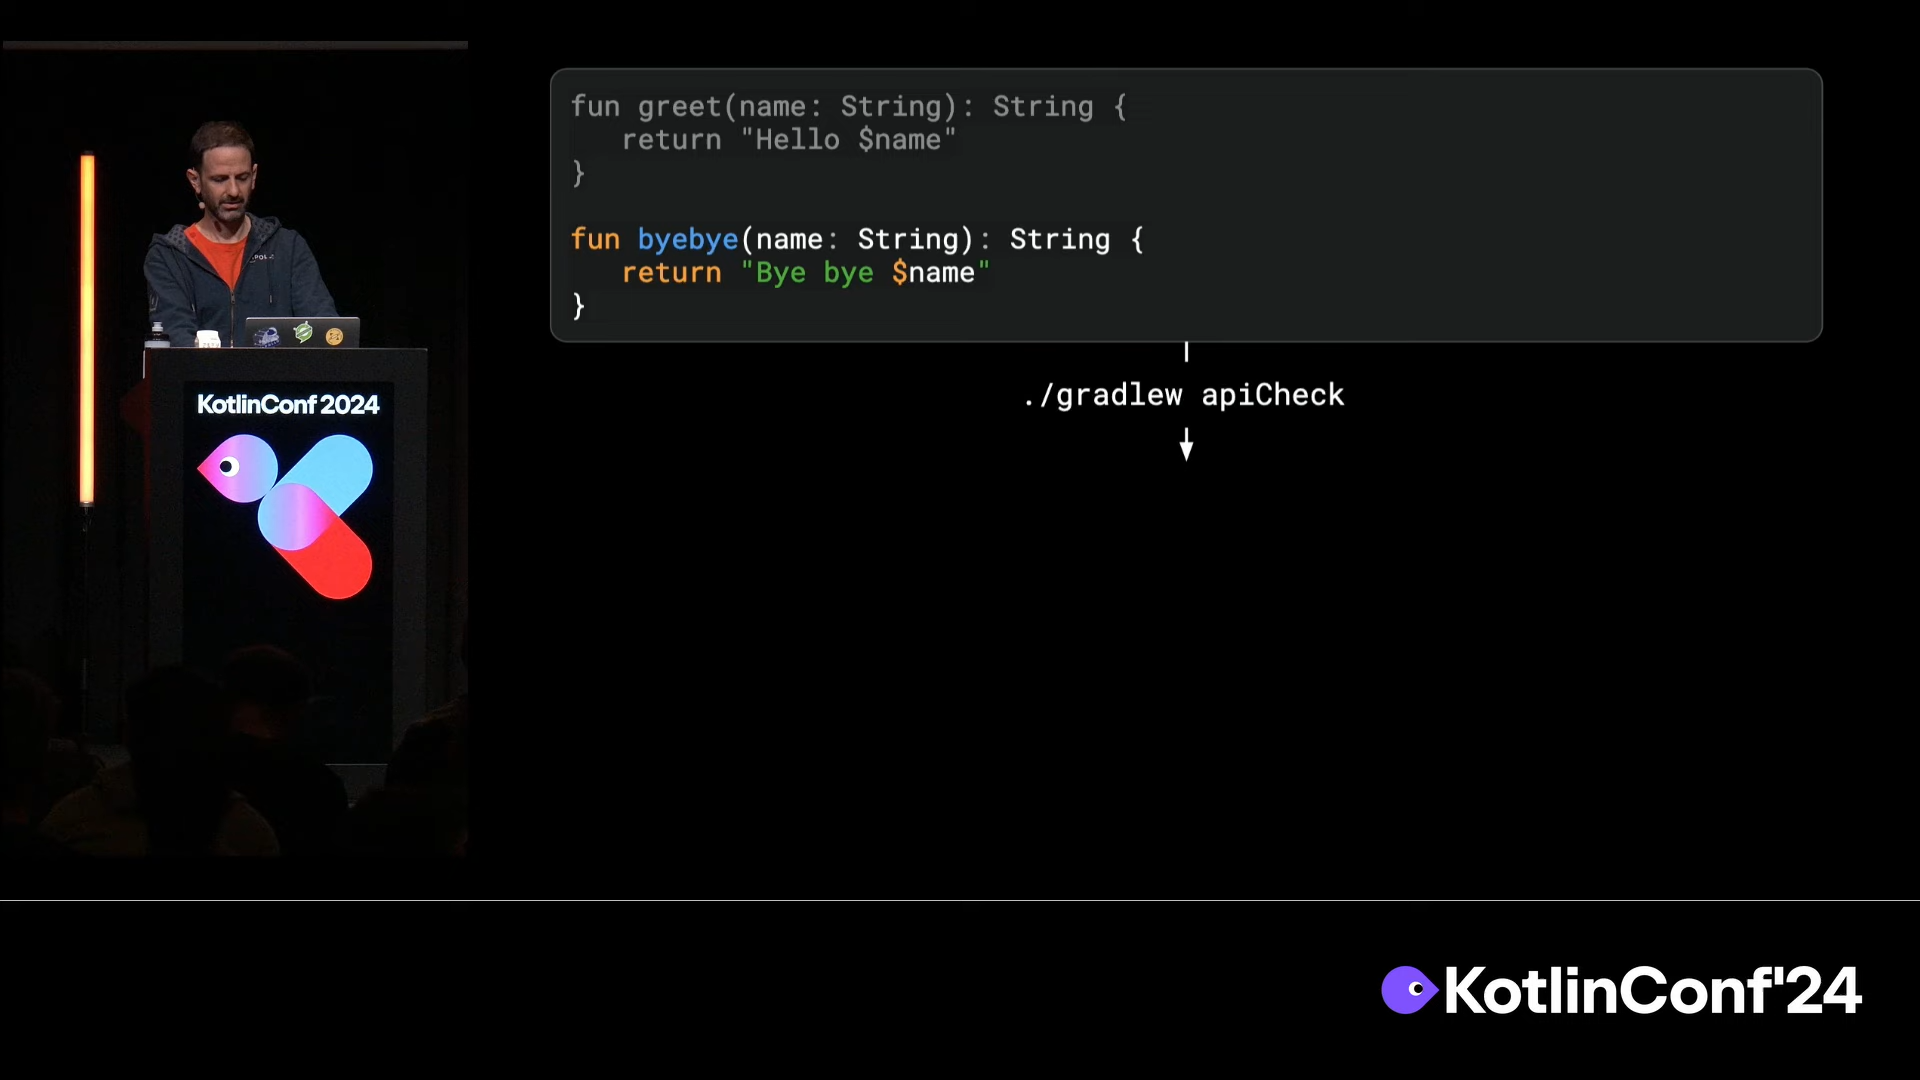 fun greet(name: String): String {
   return "Hello $name"
}
fun byebye(name: String): String {
   return "Bye bye $name"
}
./gradlew apiCheck
KotlinConf 2024
KotlinConf'24